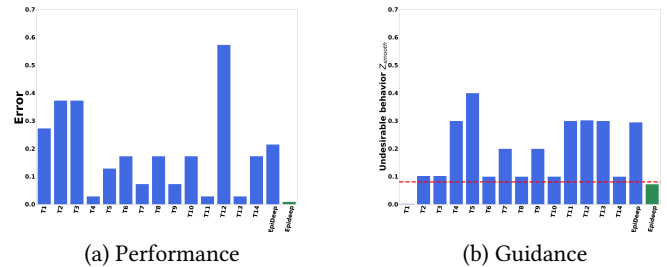 0.7
0.6
0.5
0.4
0.3
0.2
0.1
0.0
Error
T1 T2 T3 T4 T5 T6 T7 T8 T9 T10 T11 T12 T13 T14 EpiDeep Epideep
(a) Performance
0.7
0.6
0.5
0.4
0.3
0.2
0.1
0.0
Undesirable behavior Zsmooth
T1 T2 T3 T4 T5 T6 T7 T8 T9 T10 T11 T12 T13 T14 EpiDeep Epideep
(b) Guidance